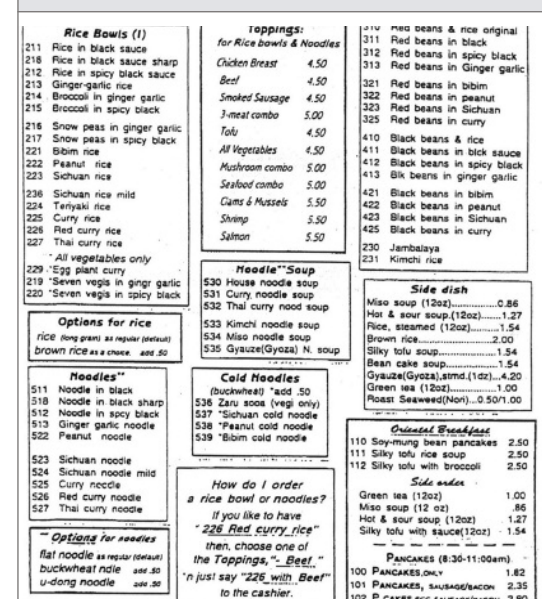 Rice Bowls (I)
211 Rice in black sauce
218 Rice in black sauce sharp
212 Rice in spicy black sauce
213 Ginger-garlic rice
214 Broccoli in ginger garlic
215 Broccoli in spicy black
216 Snow peas in ginger garlic
217 Snow peas in spicy black
221 Bibim rice
222 Peanut rice
223 Sichuan rice
236 Sichuan rice mild
224 Teriyaki rice
225 Curry rice
226 Red curry rice
227 Thai curry rice
* All vegetables only
229 *Egg plant curry
219 *Seven vegis in gingr garlic
220 *Seven vegis in spicy black
Options for rice
rice (long grain) as regular (default)
brown rice as a choice. add .50
Noodles**
511 Noodle in black
518 Noodle in black sharp
512 Noodle in spcy black
513 Ginger garlic noodle
522 Peanut noodle
523 Sichuan noodle
524 Sichuan noodle mild
525 Curry noodle
526 Red curry noodle
527 Thai curry noodle
** Options for noodles
flat noodle as regular (default)
buckwheat ndle add .50
u-dong noodle add .50
Toppings:
for Rice bowls & Noodles
Chicken Breast 4.50
Beef 4.50
Smoked Sausage 4.50
3-meat combo 5.00
Tofu 4.50
All Vegetables 4.50
Mushroom combo 5.00
Seafood combo 5.00
Clams & Mussels 5.50
Shrimp 5.50
Salmon 5.50
Noodle**Soup
530 House noodle soup
531 Curry noodle soup
532 Thai curry nood soup
533 Kimchi noodle soup
534 Miso noodle soup
535 Gyauze(Gyoza) N. soup
Cold Noodles
(buckwheat) *add .50
536 Zaru soba (vegi only)
537 *Sichuan cold noodle
538 *Peanut cold noodle
539 *Bibim cold noodle
How do I order
a rice bowl or noodles?
If you like to have
"226 Red curry rice"
then, choose one of
the Toppings,"- Beef "
'n just say "226 with Beef"
to the cashier.
310 Red beans & rice original
311 Red beans in black
312 Red beans in spicy black
313 Red beans in Ginger garlic
321 Red beans in bibim
322 Red beans in peanut
323 Red beans in Sichuan
325 Red beans in curry
410 Black beans & rice
411 Black beans in blck sauce
412 Black beans in spicy black
413 Blk beans in ginger garlic
421 Black beans in bibim
422 Black beans in peanut
423 Black beans in Sichuan
425 Black beans in curry
230 Jambalaya
231 Kimchi rice
Side dish
Miso soup (12oz)..............0.86
Hot & sour soup.(12oz).......1.27
Rice, steamed (12oz)..........1.54
Brown rice..................2.00
Silky tofu soup...............1.54
Bean cake soup................1.54
Gyauze(Gyoza),stmd.(1dz)...4.20
Green tea (12oz)..............1.00
Roast Seaweed(Nori)...0.50/1.00
Oriental Breakfast
110 Soy-mung bean pancakes 2.50
111 Silky tofu rice soup 2.50
112 Silky tofu with broccoli 2.50
Side order
Green tea (12oz) 1.00
Miso soup (12 oz) .86
Hot & sour soup (12oz) 1.27
Silky tofu with sauce(12oz) 1.54
PANCAKES (8:30-11:00am)
100 PANCAKES,ONLY 1.82
101 PANCAKES, SAUSAGE/BACON 2.35